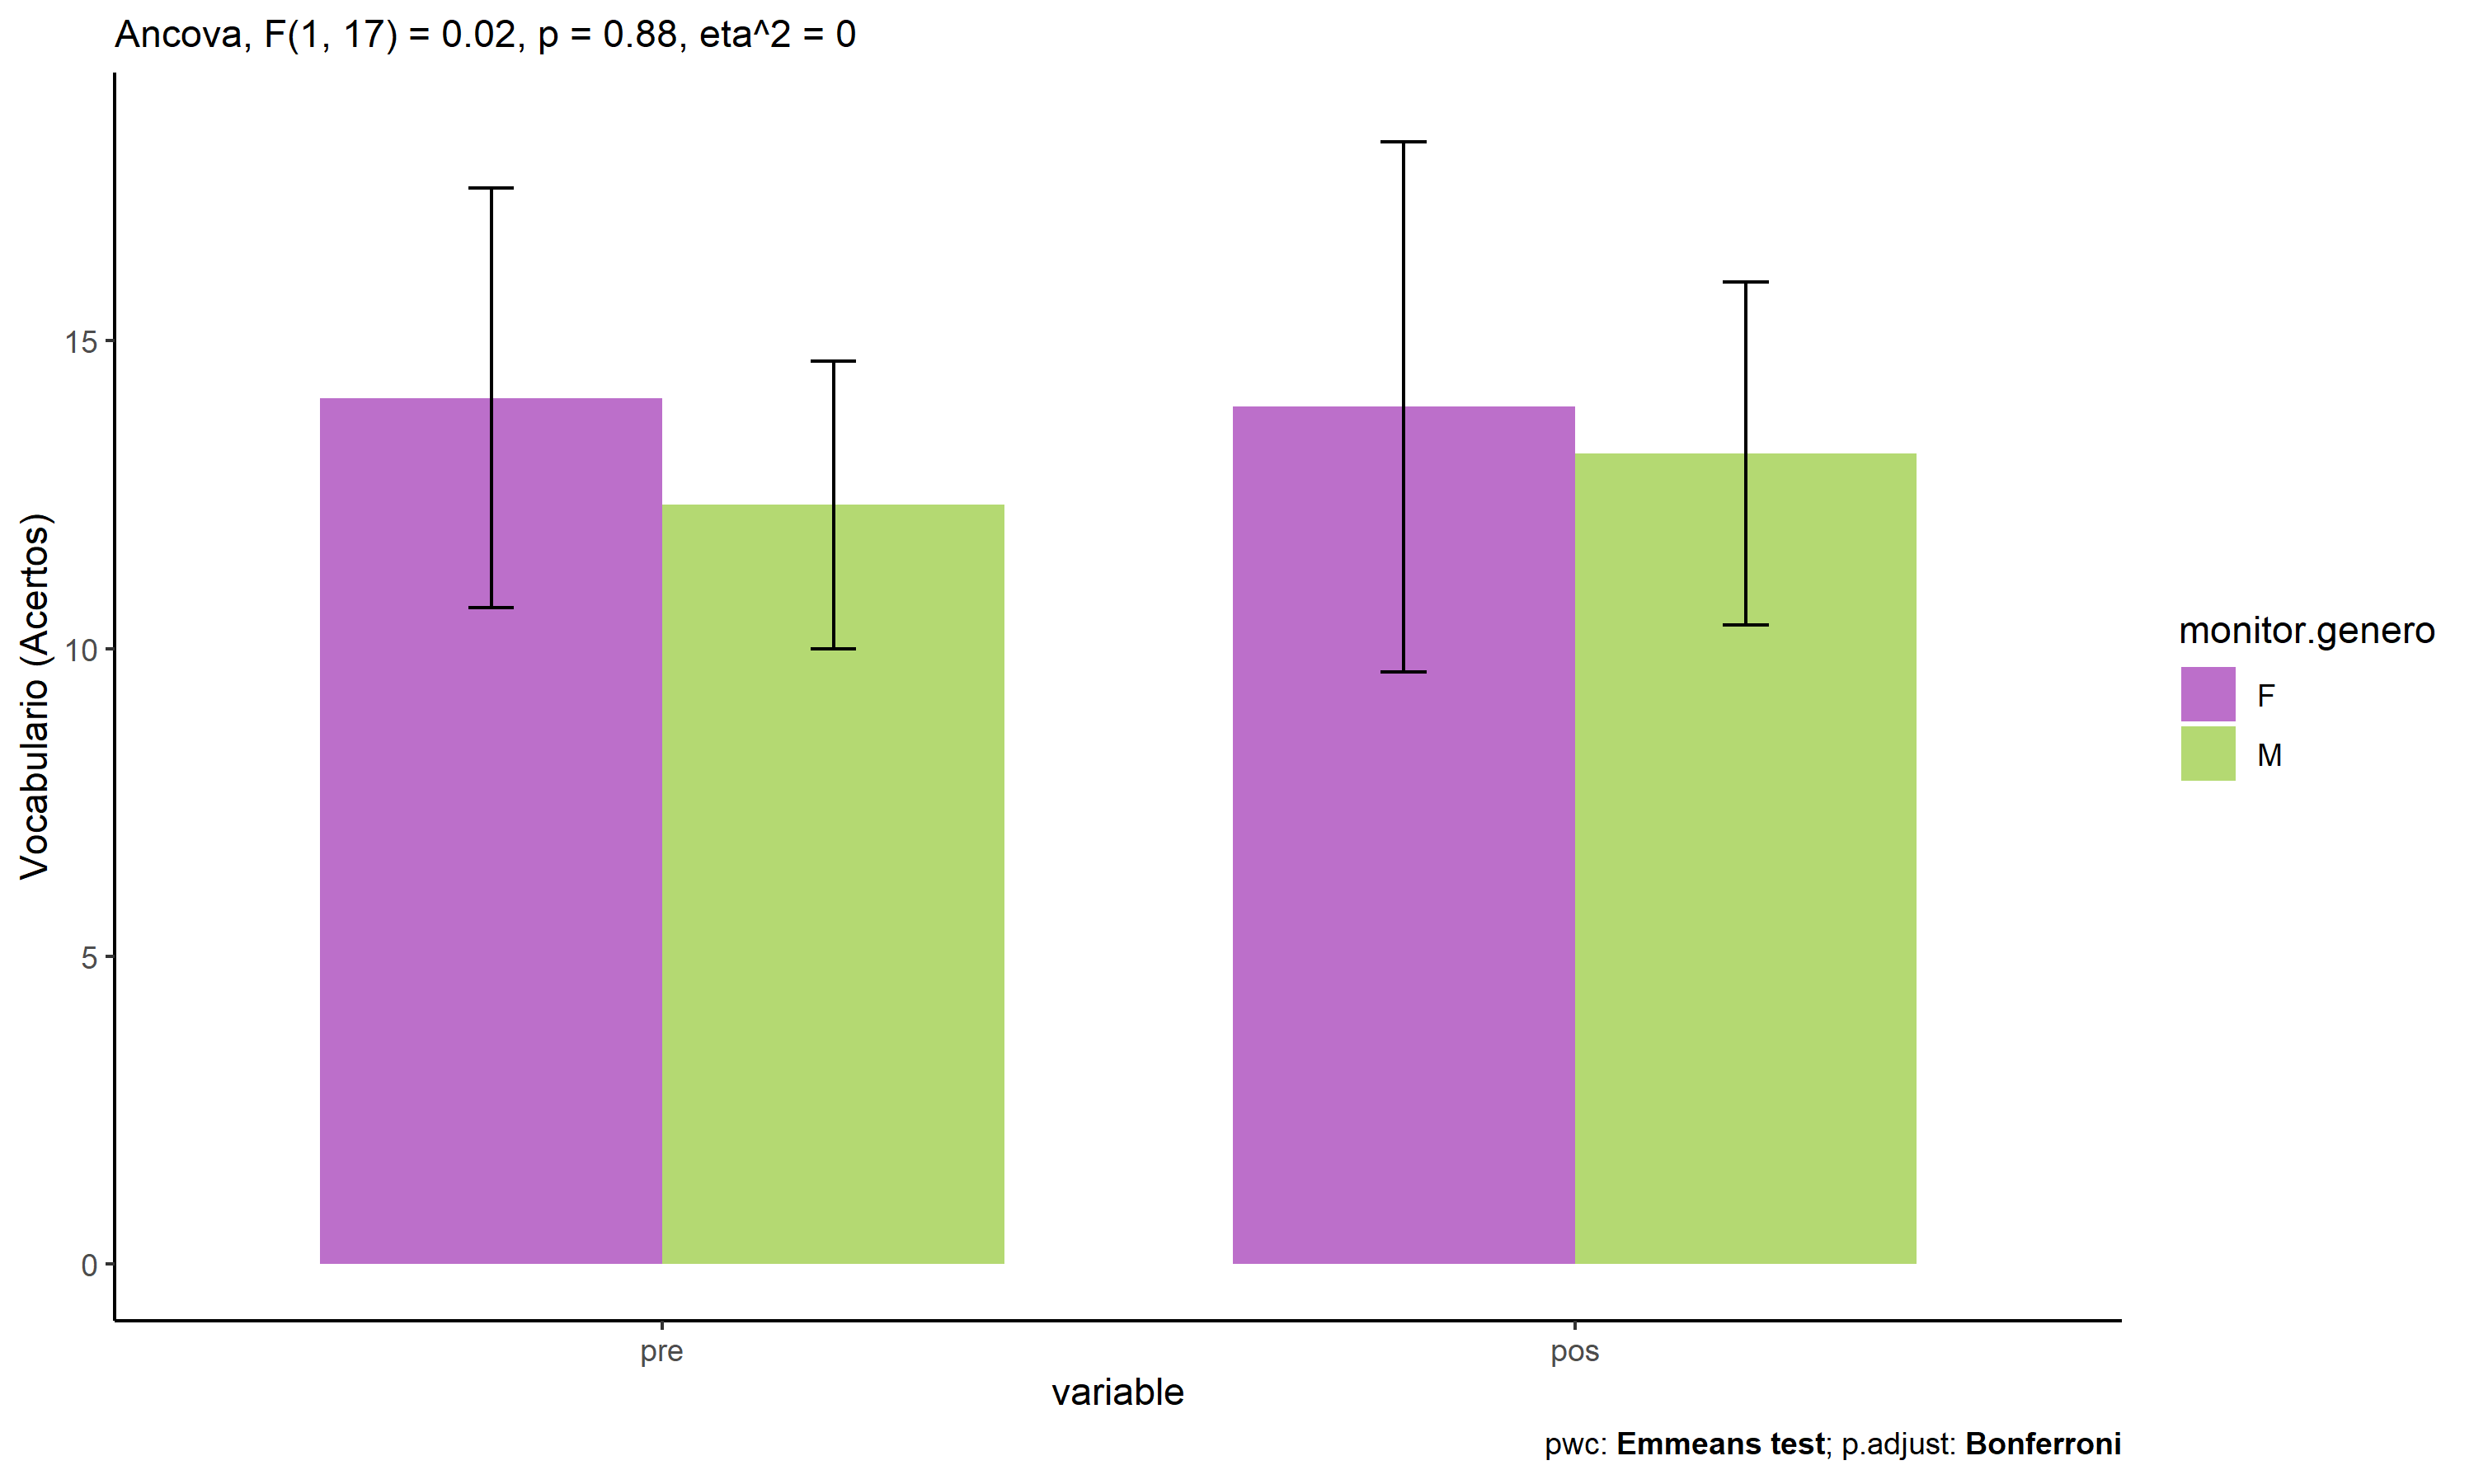 Ancova, F(1, 17) = 0.02, p = 0.88, eta^2 = 0
Vocabulario (Acertos)
15
10
5
0
pre
pos
variable
monitor.genero
F
M
pwc: Emmeans test; p.adjust: Bonferroni